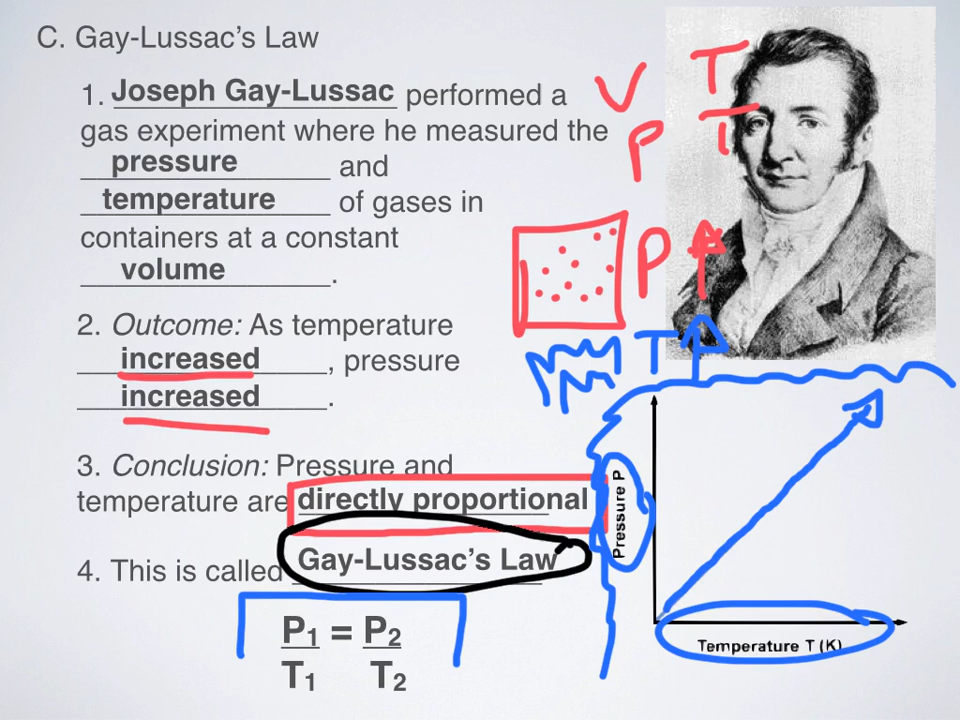 C. Gay-Lussac's Law
1. Joseph Gay-Lussac performed a
gas experiment where he measured the
pressure and
temperature of gases in
containers at a constant
volume.
2. Outcome: As temperature
increased, pressure
increased.
3. Conclusion: Pressure and
temperature are directly proportional
4. This is called Gay-Lussac's Law
P1 = P2
T1 T2
V T
P T
P
T
Pressure P
Temperature T (K)